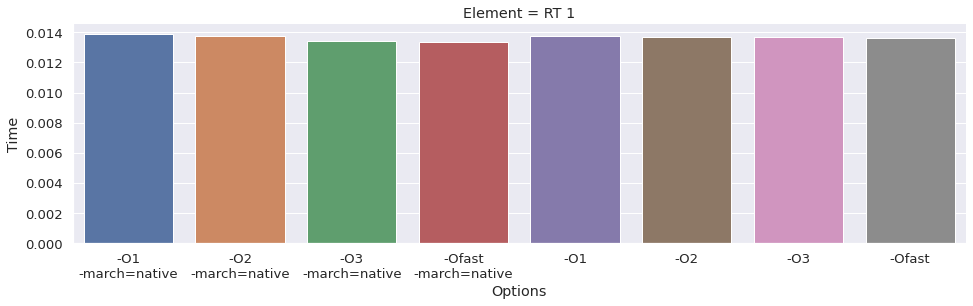 Element = RT 1
Time
0.014
0.012
0.010
0.008
0.006
0.004
0.002
0.000
-O1
-march=native
-O2
-march=native
-O3
-march=native
-Ofast
-march=native
-O1
-O2
-O3
-Ofast
Options